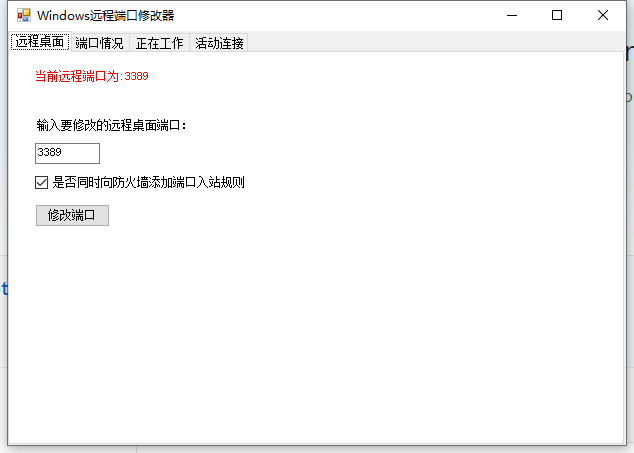 Windows远程端口修改器
远程桌面 端口情况 正在工作 活动连接
当前远程端口为:3389
输入要修改的远程桌面端口：
3389
是否同时向防火墙添加端口入站规则
修改端口